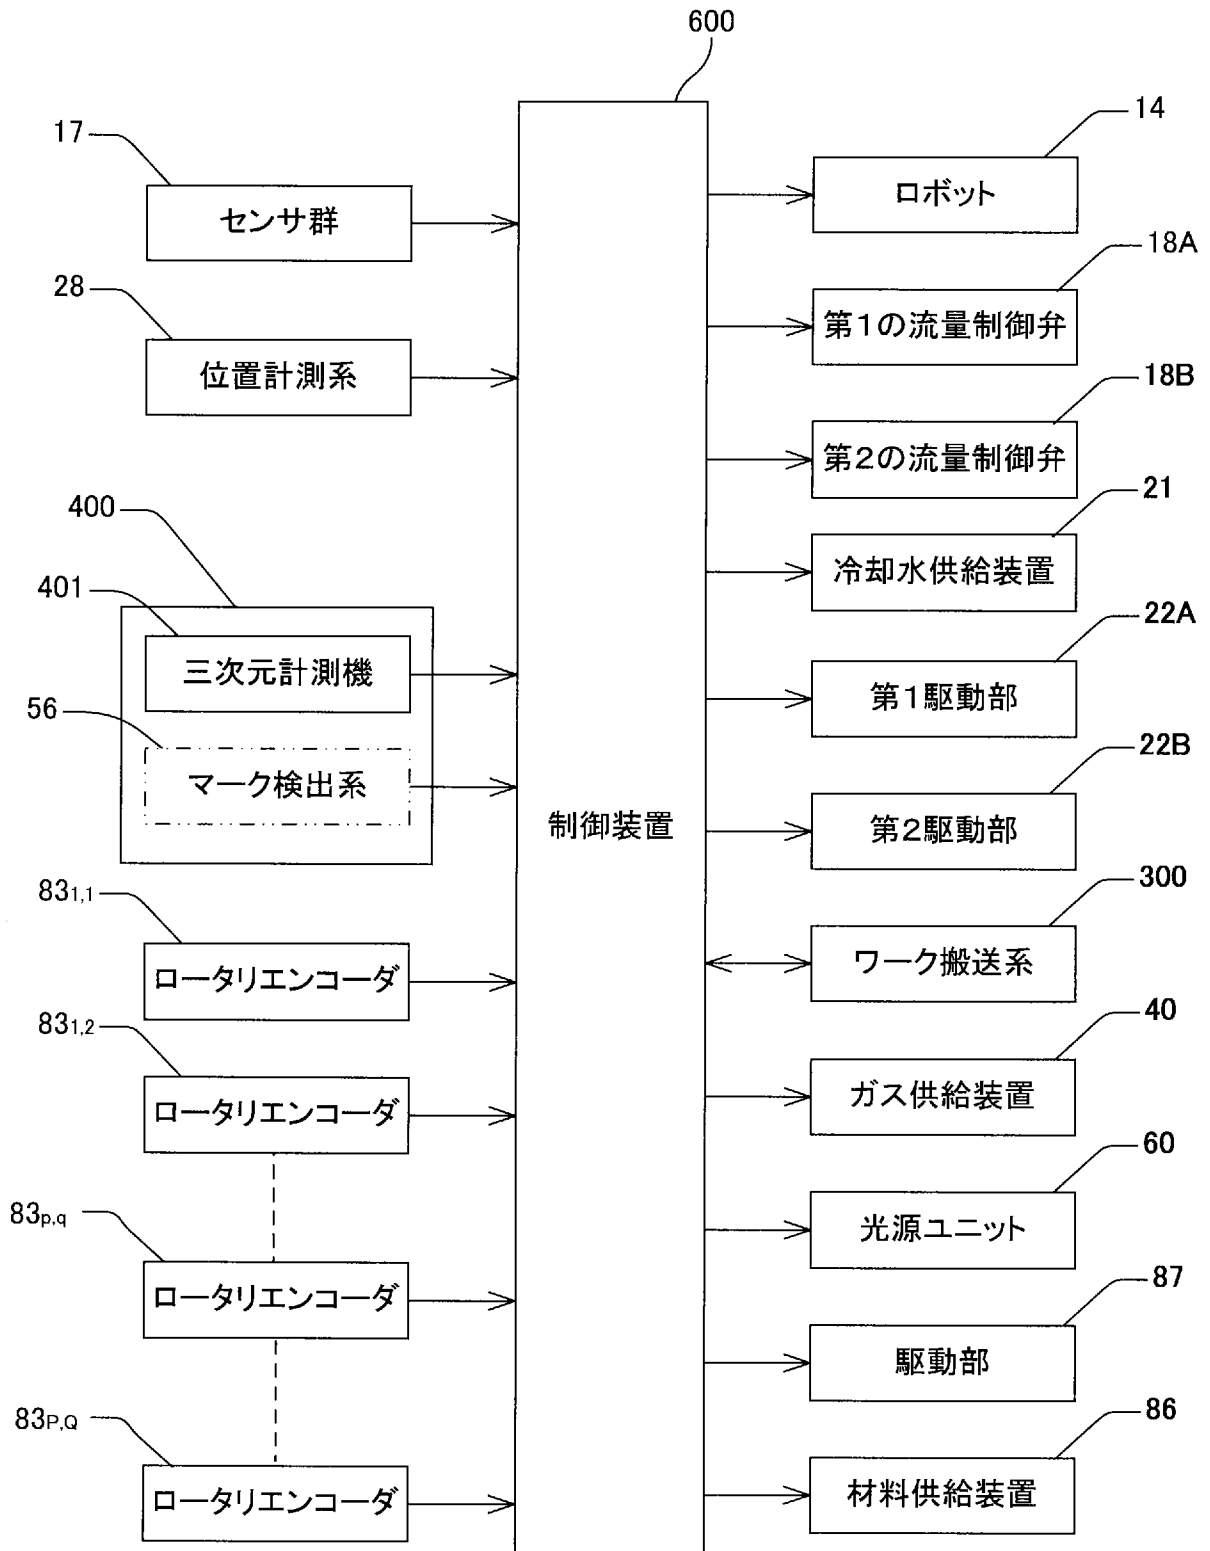 600
17
センサ群
28
位置計測系
400
401
三次元計測機
56
マーク検出系
83₁,₁
ロータリエンコーダ
83₁,₂
ロータリエンコーダ
83p,q
ロータリエンコーダ
83P,Q
ロータリエンコーダ
制御装置
14
ロボット
18A
第1の流量制御弁
18B
第2の流量制御弁
21
冷却水供給装置
22A
第1駆動部
22B
第2駆動部
300
ワーク搬送系
40
ガス供給装置
60
光源ユニット
87
駆動部
86
材料供給装置